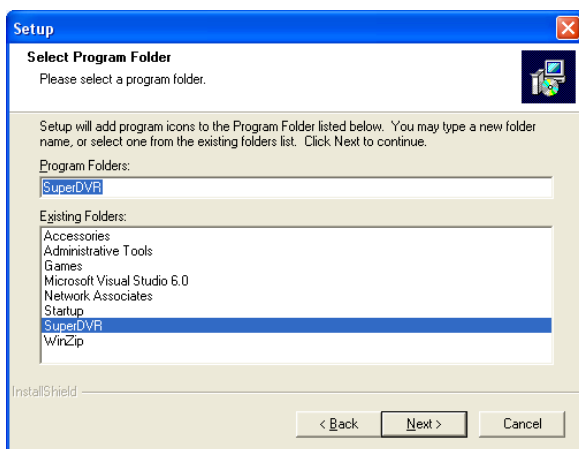 Setup
Select Program Folder
Please select a program folder.
Setup will add program icons to the Program Folder listed below.  You may type a new folder
name, or select one from the existing folders list.  Click Next to continue.
Program Folders:
SuperDVR
Existing Folders:
Accessories
Administrative Tools
Games
Microsoft Visual Studio 6.0
Network Associates
Startup
SuperDVR
WinZip
InstallShield
< Back
Next >
Cancel